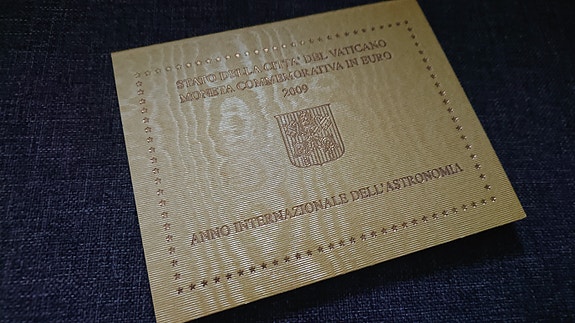 STATO DELLA CITTA' DEL VATICANO
MONETA COMMEMORATIVA IN EURO
2009
ANNO INTERNAZIONALE DELL'ASTRONOMIA